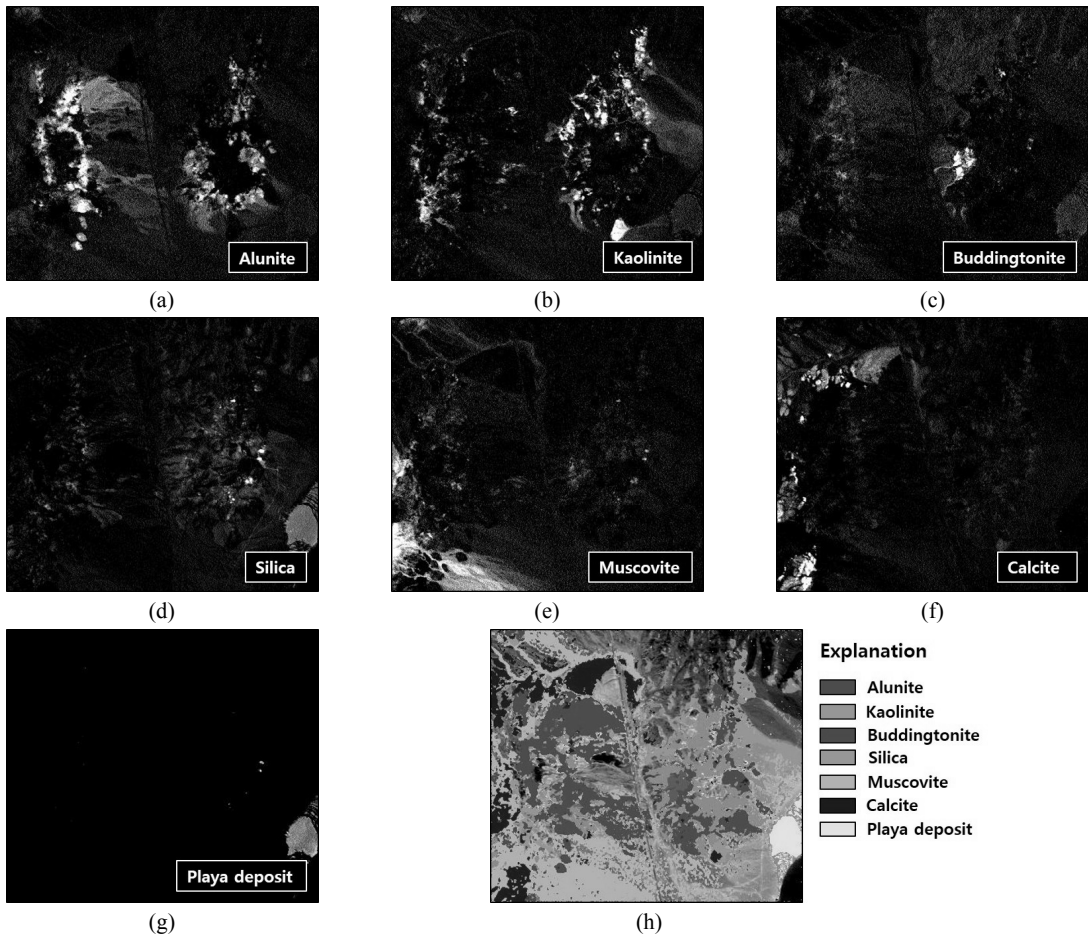 Alunite
Kaolinite
Buddingtonite
(a)
(b)
(c)
Silica
Muscovite
Calcite
(d)
(e)
(f)
Playa deposit
Explanation
Alunite
Kaolinite
Buddingtonite
Silica
Muscovite
Calcite
Playa deposit
(g)
(h)